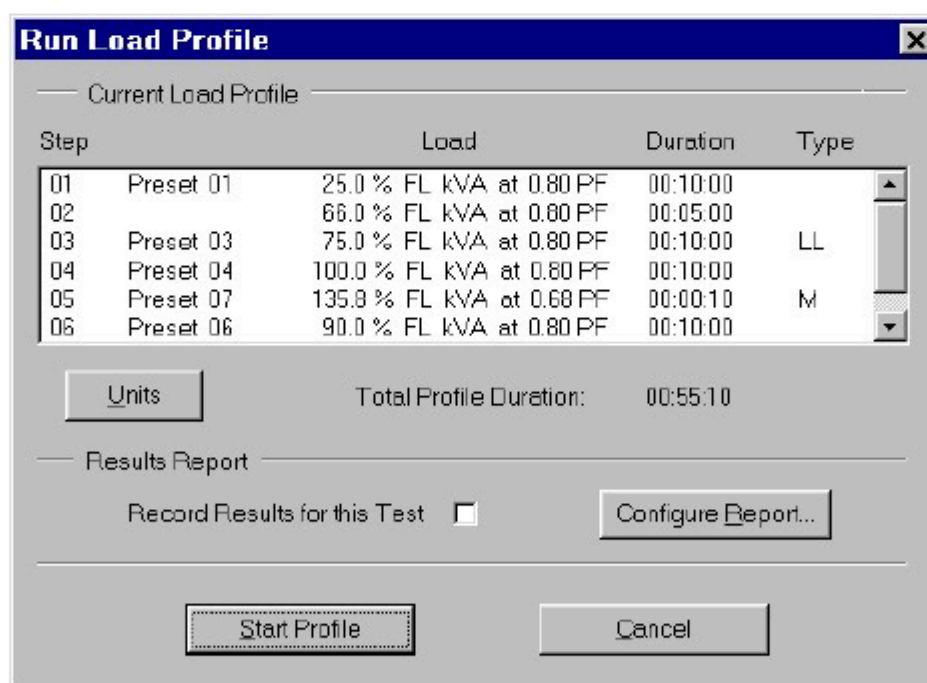 Run Load Profile
Current Load Profile
Step Load Duration Type
01 Preset 01 25.0 % FL kVA at 0.80 PF 00:10:00
02 66.0 % FL kVA at 0.80 PF 00:05:00
03 Preset 03 75.0 % FL kVA at 0.80 PF 00:10:00 LL
04 Preset 04 100.0 % FL kVA at 0.80 PF 00:10:00
05 Preset 07 135.8 % FL kVA at 0.68 PF 00:00:10 M
06 Preset 06 90.0 % FL kVA at 0.80 PF 00:10:00
Units Total Profile Duration: 00:55:10
Results Report
Record Results for this Test Configure Report...
Start Profile Cancel